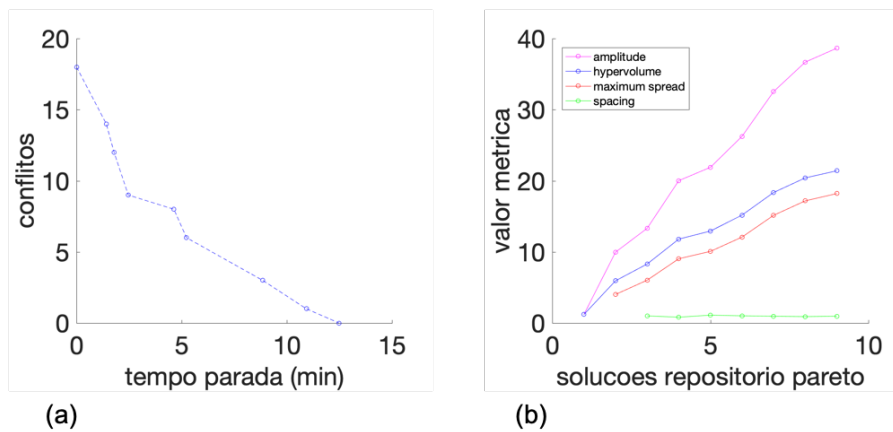 20
15
10
5
0
conflitos
0 5 10 15
tempo parada (min)
(a)
40
30
20
10
0
valor metrica
amplitude
hypervolume
maximum spread
spacing
0 5 10
solucoes repositorio pareto
(b)